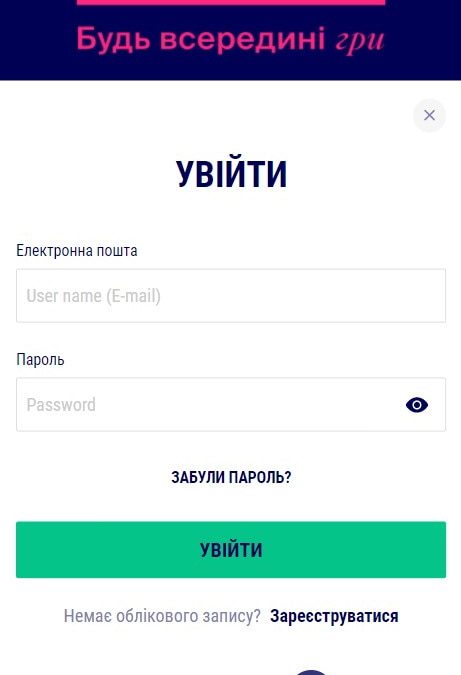 Будь всередині гри
УВІЙТИ
Електронна пошта
User name (E-mail)
Пароль
Password
ЗАБУЛИ ПАРОЛЬ?
УВІЙТИ
Немає облікового запису? Зареєструватися